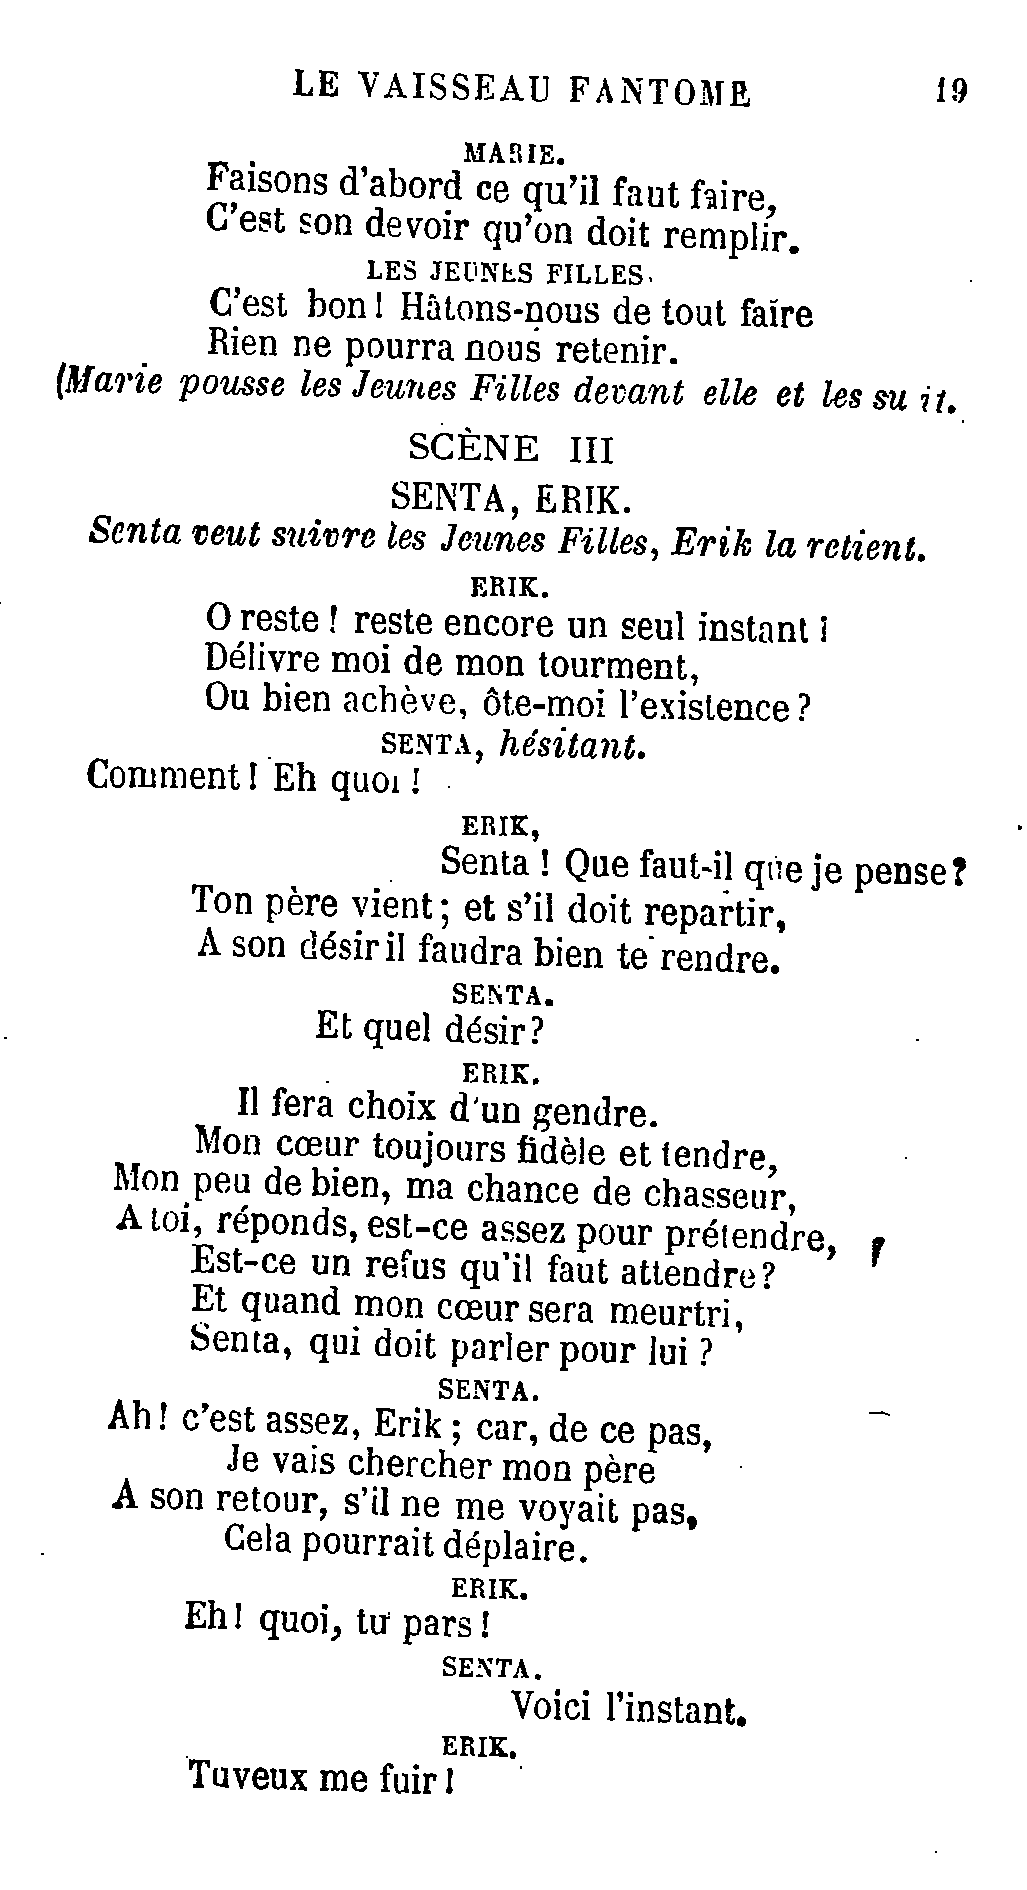 LE VAISSEAU FANTOME 19
MARIE.
Faisons d'abord ce qu'il faut faire,
C'est son devoir qu'on doit remplir.
LES JEUNES FILLES.
C'est bon! Hâtons-nous de tout faire
Rien ne pourra nous retenir.
(Marie pousse les Jeunes Filles devant elle et les suit.
SCÈNE III
SENTA, ERIK.
Senta veut suivre les Jeunes Filles, Erik la retient.
ERIK.
O reste! reste encore un seul instant!
Délivre moi de mon tourment,
Ou bien achève, ôte-moi l'existence?
SENTA, hésitant.
Comment! Eh quoi!
ERIK,
Senta! Que faut-il que je pense?
Ton père vient; et s'il doit repartir,
A son désir il faudra bien te rendre.
SENTA.
Et quel désir?
ERIK.
Il fera choix d'un gendre.
Mon cœur toujours fidèle et tendre,
Mon peu de bien, ma chance de chasseur,
A toi, réponds, est-ce assez pour prétendre,
Est-ce un refus qu'il faut attendre?
Et quand mon cœur sera meurtri,
Senta, qui doit parler pour lui?
SENTA.
Ah! c'est assez, Erik; car, de ce pas,
Je vais chercher mon père
A son retour, s'il ne me voyait pas,
Cela pourrait déplaire.
ERIK.
Eh! quoi, tu pars!
SENTA.
Voici l'instant.
ERIK.
Tu veux me fuir!